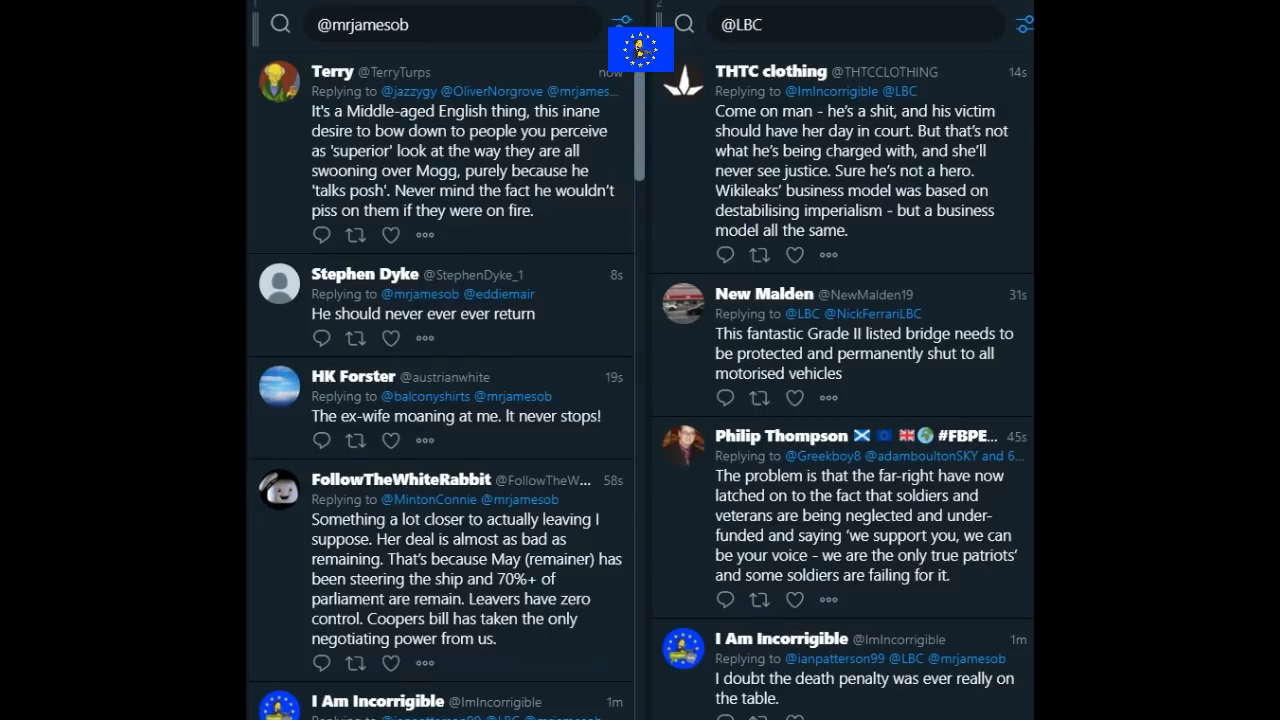 @mrjamesob
Terry @TerryTurps now
Replying to @jazzygy @OliverNorgrove @mrjames...
It's a Middle-aged English thing, this inane
desire to bow down to people you perceive
as 'superior' look at the way they are all
swooning over Mogg, purely because he
'talks posh'. Never mind the fact he wouldn't
piss on them if they were on fire.
Stephen Dyke @StephenDyke_1 8s
Replying to @mrjamesob @eddiemair
He should never ever ever return
HK Forster @austrianwhite 19s
Replying to @balconyshirts @mrjamesob
The ex-wife moaning at me. It never stops!
FollowTheWhiteRabbit @FollowTheW... 58s
Replying to @MintonConnie @mrjamesob
Something a lot closer to actually leaving I
suppose. Her deal is almost as bad as
remaining. That's because May (remainer) has
been steering the ship and 70%+ of
parliament are remain. Leavers have zero
control. Coopers bill has taken the only
negotiating power from us.
I Am Incorrigible @ImIncorrigible 1m
Replying to @ianpatterson99 @LBC @mrjamesob
2
@LBC
THTC clothing @THTCCLOTHING 14s
Replying to @ImIncorrigible @LBC
Come on man - he's a shit, and his victim
should have her day in court. But that's not
what he's being charged with, and she'll
never see justice. Sure he's not a hero.
Wikileaks' business model was based on
destabilising imperialism - but a business
model all the same.
New Malden @NewMalden19 31s
Replying to @LBC @NickFerrariLBC
This fantastic Grade II listed bridge needs to
be protected and permanently shut to all
motorised vehicles
Philip Thompson #FBPE... 45s
Replying to @Greekboy8 @adamboultonSKY and 6...
The problem is that the far-right have now
latched on to the fact that soldiers and
veterans are being neglected and under-
funded and saying 'we support you, we can
be your voice - we are the only true patriots'
and some soldiers are failing for it.
I Am Incorrigible @ImIncorrigible 1m
Replying to @ianpatterson99 @LBC @mrjamesob
I doubt the death penalty was ever really on
the table.